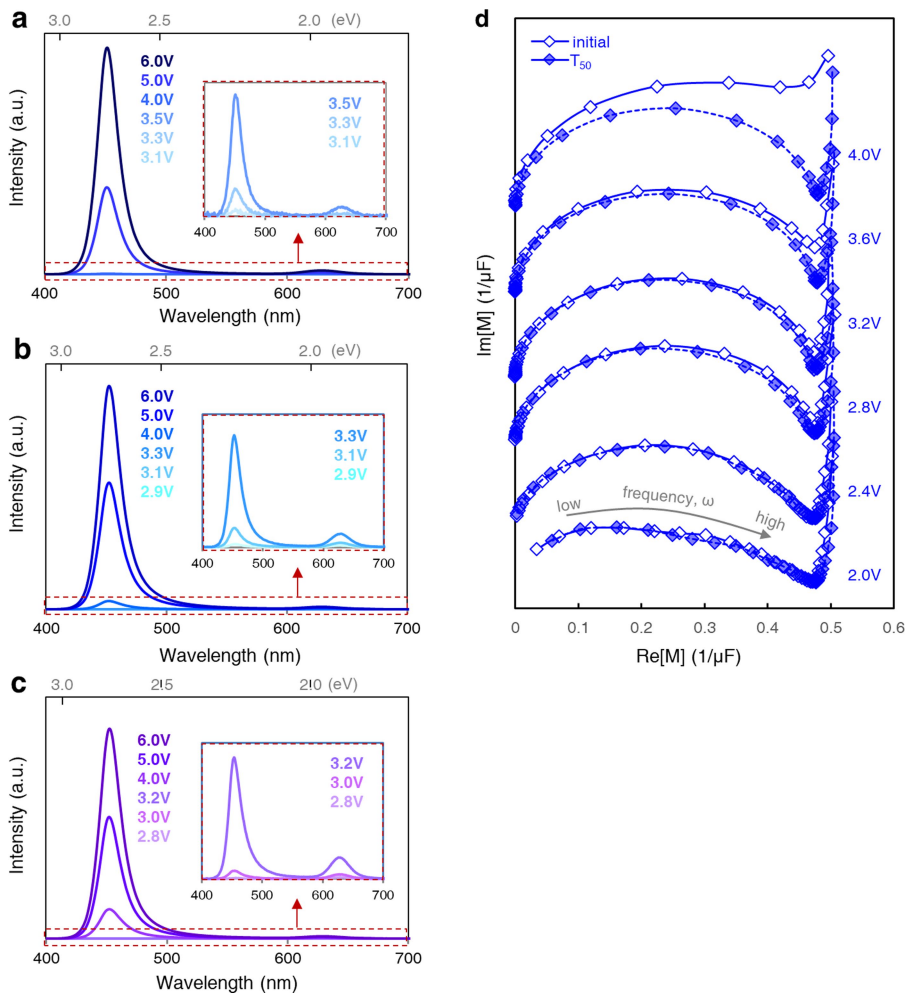 a
3.0 2.5 2.0 (eV)
Intensity (a.u.)
6.0V
5.0V
4.0V
3.5V
3.3V
3.1V
3.5V
3.3V
3.1V
400 500 600 700
400 500 600 700
Wavelength (nm)
b
3.0 2.5 2.0 (eV)
Intensity (a.u.)
6.0V
5.0V
4.0V
3.3V
3.1V
2.9V
3.3V
3.1V
2.9V
400 500 600 700
400 500 600 700
Wavelength (nm)
c
3.0 2.5 2.0 (eV)
Intensity (a.u.)
6.0V
5.0V
4.0V
3.2V
3.0V
2.8V
3.2V
3.0V
2.8V
400 500 600 700
400 500 600 700
Wavelength (nm)
d
initial
T50
Im[M] (1/μF)
4.0V
3.6V
3.2V
2.8V
2.4V
low frequency, ω high
2.0V
0 0.1 0.2 0.3 0.4 0.5 0.6
Re[M] (1/μF)